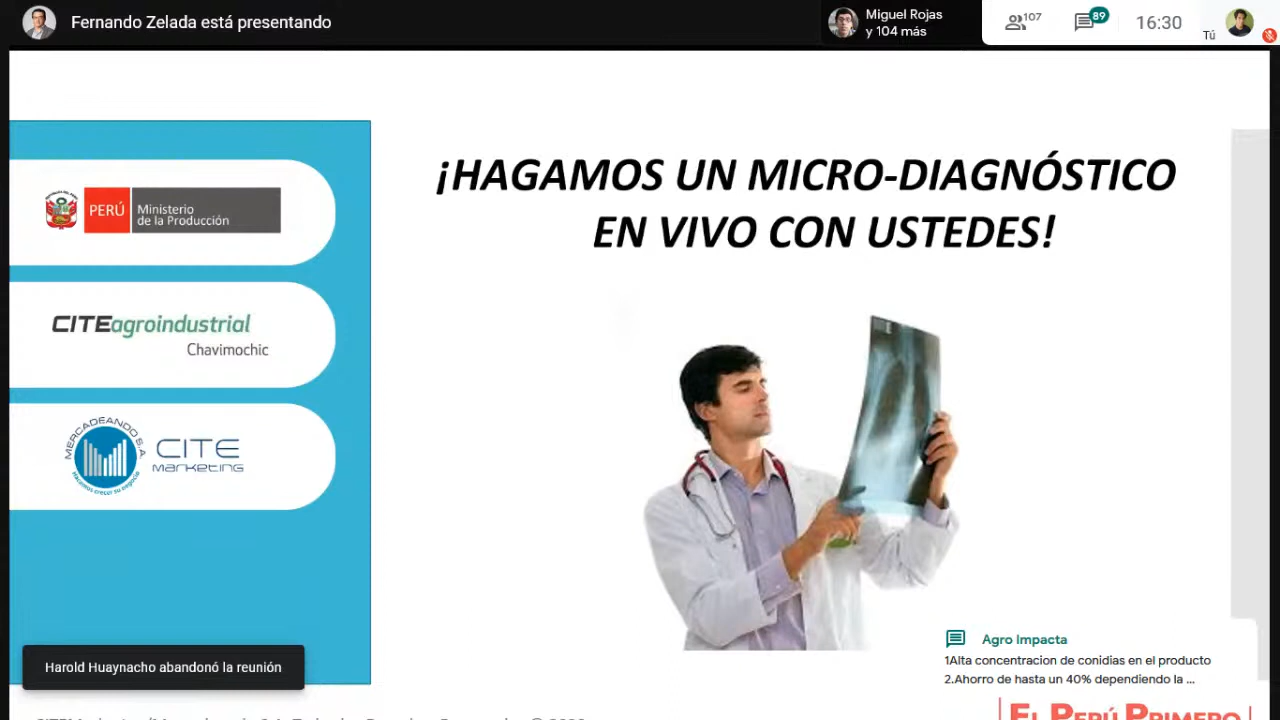 Fernando Zelada está presentando
Miguel Rojas
y 104 más
107
89
16:30
Tú
¡HAGAMOS UN MICRO-DIAGNÓSTICO
EN VIVO CON USTEDES!
PERÚ
Ministerio
de la Producción
CITEagroindustrial
Chavimochic
MERCADEANDO S.A.
CITE
Marketing
Agro Impacta
1Alta concentracion de conidias en el producto
2.Ahorro de hasta un 40% dependiendo la ...
Harold Huaynacho abandonó la reunión
EL PERÚ PRIMERO